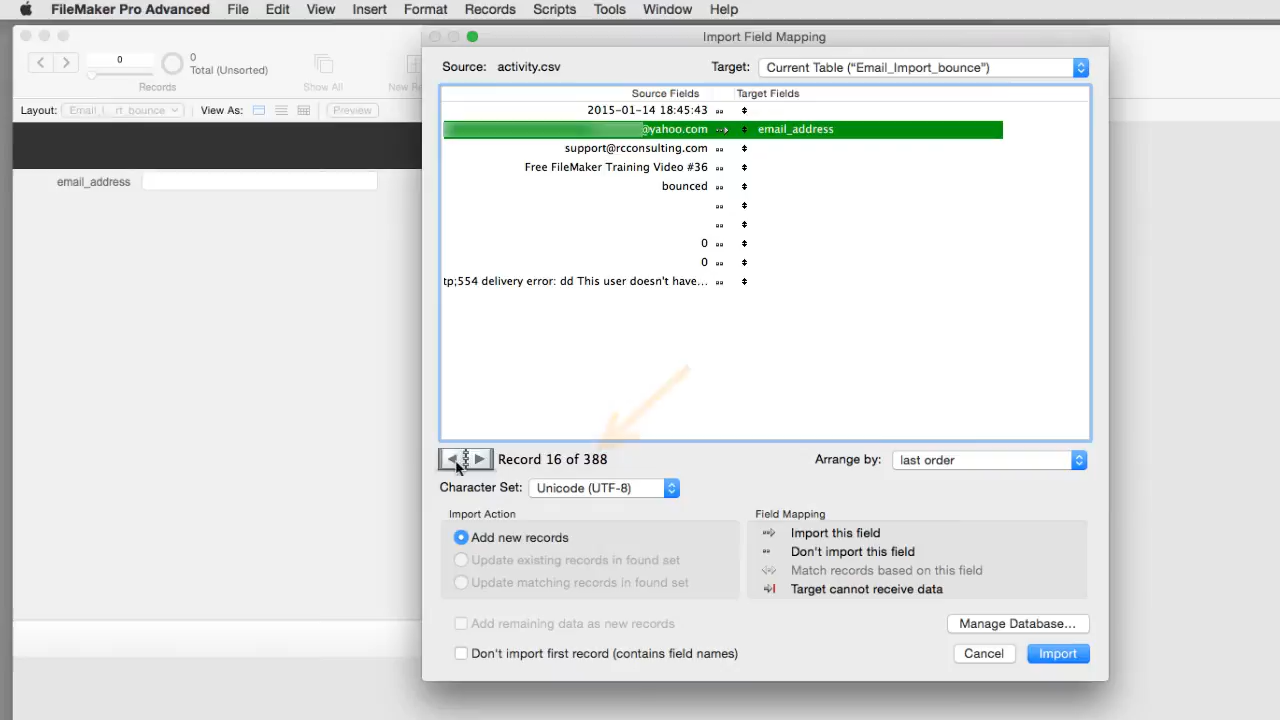 FileMaker Pro Advanced File Edit View Insert Format Records Scripts Tools Window Help
Import Field Mapping
0
0
Total (Unsorted)
Records
Show All
New Re
Layout:
rt_bounce
View As:
Preview
email_address
Source: activity.csv
Target: Current Table ("Email_Import_bounce")
Source Fields Target Fields
2015-01-14 18:45:43
@yahoo.com email_address
support@rcconsulting.com
Free FileMaker Training Video #36
bounced
0
0
tp;554 delivery error: dd This user doesn't have...
Record 16 of 388
Arrange by: last order
Character Set: Unicode (UTF-8)
Import Action
Add new records
Update existing records in found set
Update matching records in found set
Add remaining data as new records
Don't import first record (contains field names)
Field Mapping
Import this field
Don't import this field
Match records based on this field
Target cannot receive data
Manage Database...
Cancel
Import